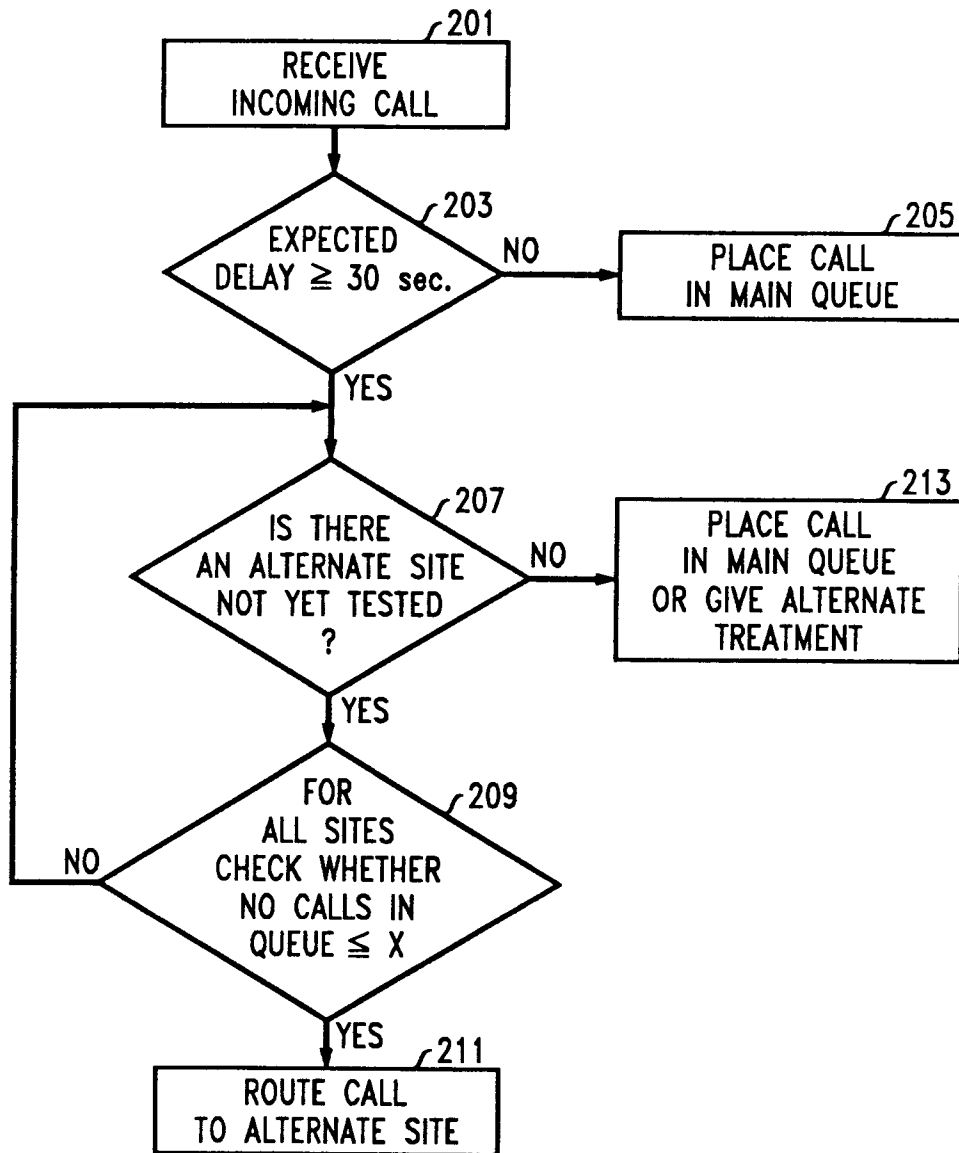 201
RECEIVE
INCOMING CALL
203
EXPECTED
DELAY ≧ 30 sec.
NO
205
PLACE CALL
IN MAIN QUEUE
YES
207
IS THERE
AN ALTERNATE SITE
NOT YET TESTED
?
NO
213
PLACE CALL
IN MAIN QUEUE
OR GIVE ALTERNATE
TREATMENT
YES
209
FOR
ALL SITES
CHECK WHETHER
NO CALLS IN
QUEUE ≦ X
NO
YES
211
ROUTE CALL
TO ALTERNATE SITE